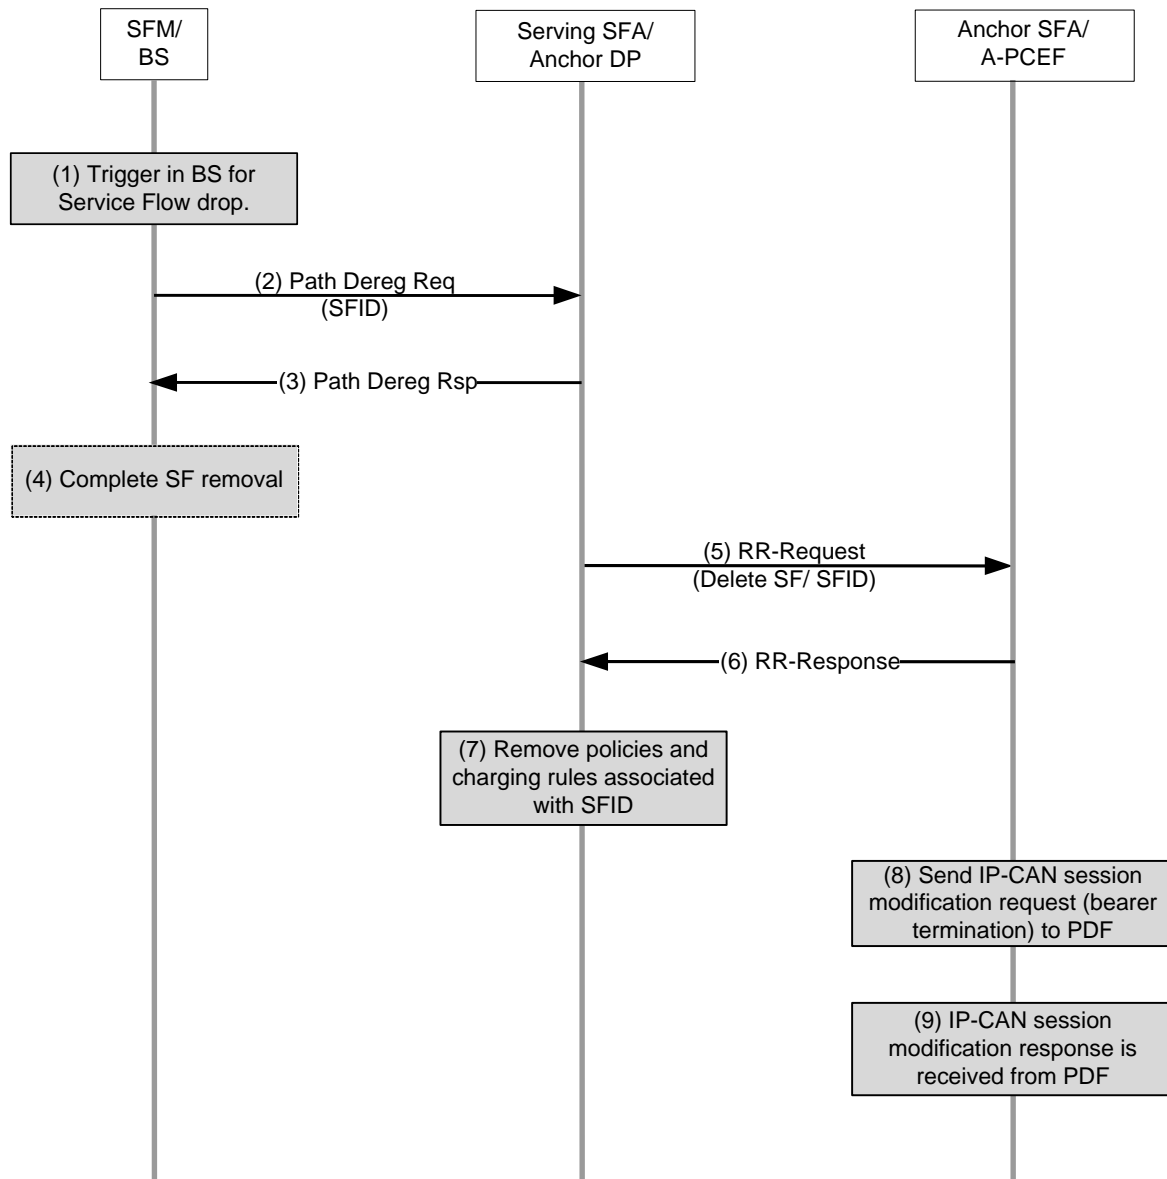 SFM/
BS
Serving SFA/
Anchor DP
Anchor SFA/
A-PCEF
(1) Trigger in BS for
Service Flow drop.
(2) Path Dereg Req
(SFID)
(3) Path Dereg Rsp
(4) Complete SF removal
(5) RR-Request
(Delete SF/ SFID)
(6) RR-Response
(7) Remove policies and
charging rules associated
with SFID
(8) Send IP-CAN session
modification request (bearer
termination) to PDF
(9) IP-CAN session
modification response is
received from PDF